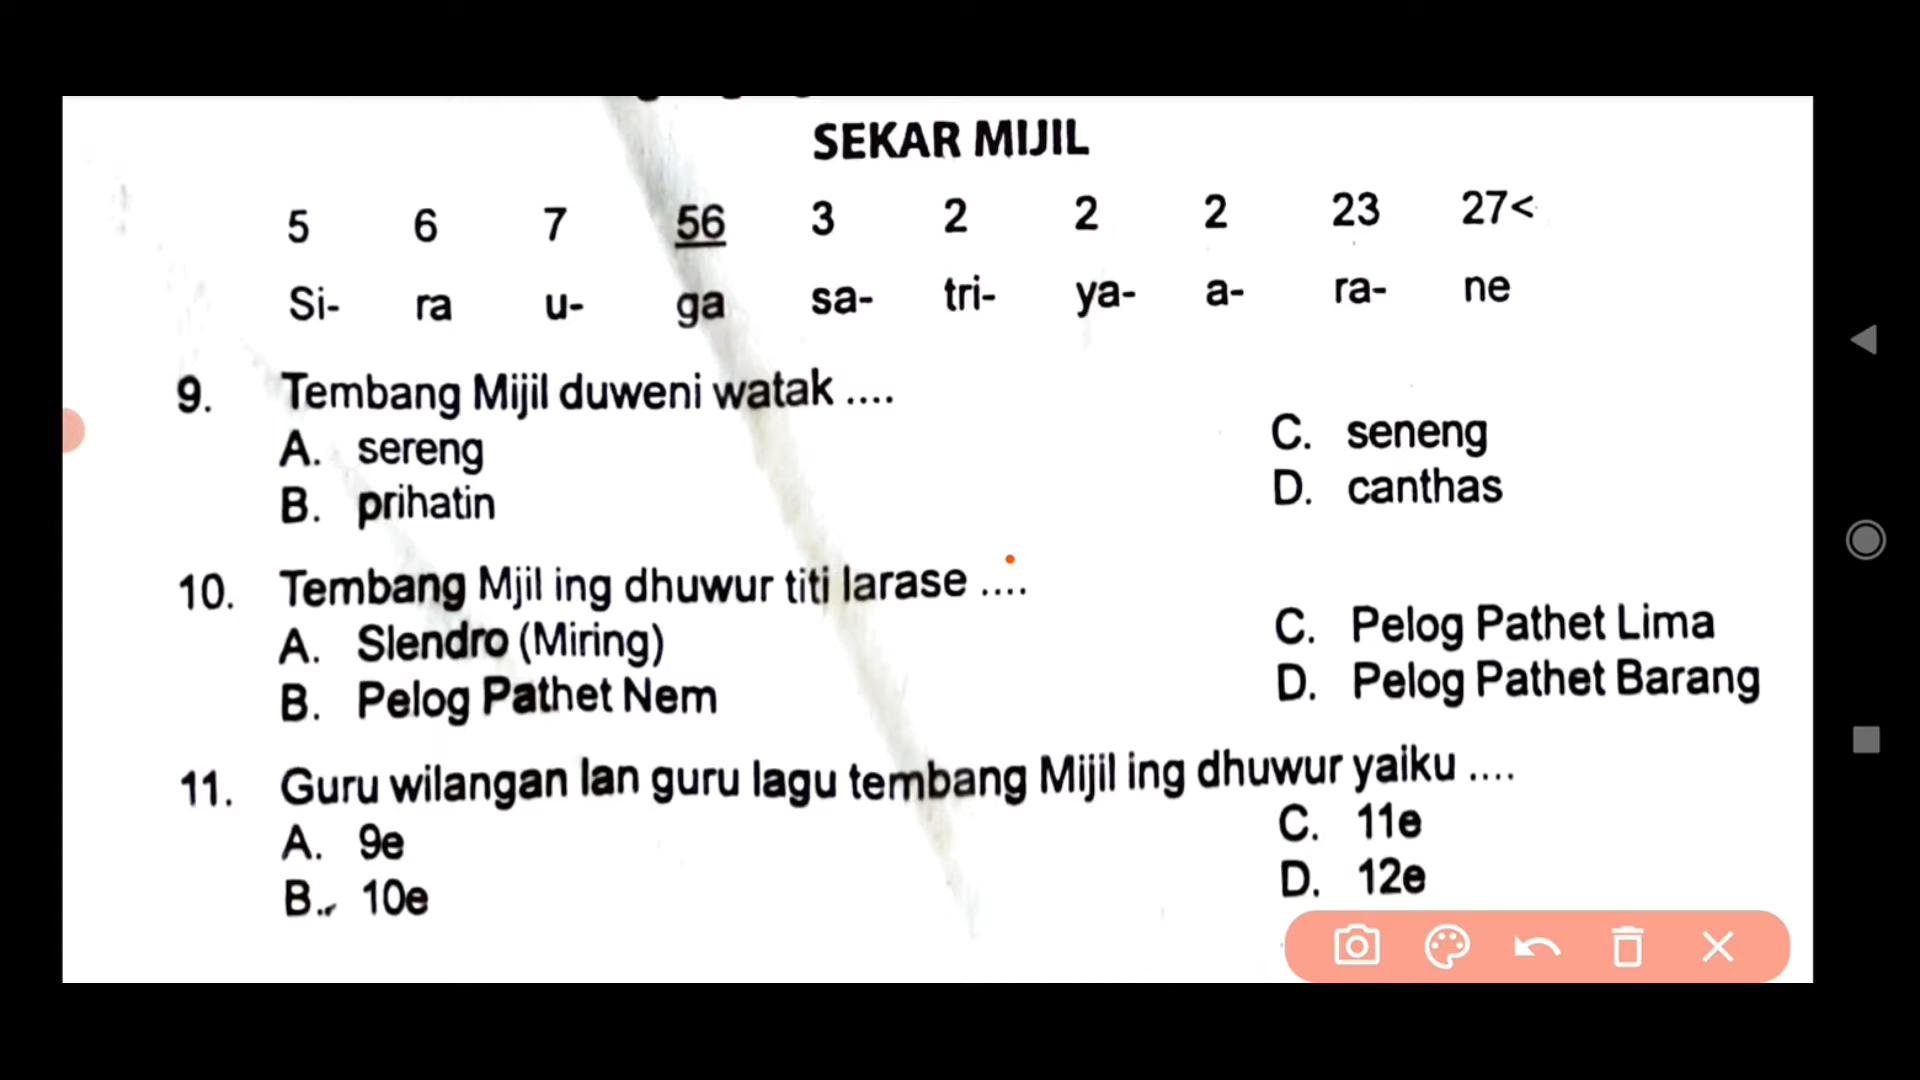 SEKAR MIJIL
5 6 7 56 3 2 2 2 23 27<
Si- ra u- ga sa- tri- ya- a- ra- ne
9. Tembang Mijil duweni watak ....
A. sereng
B. prihatin
C. seneng
D. canthas
10. Tembang Mjil ing dhuwur titi larase ....
A. Slendro (Miring)
B. Pelog Pathet Nem
C. Pelog Pathet Lima
D. Pelog Pathet Barang
11. Guru wilangan lan guru lagu tembang Mijil ing dhuwur yaiku ....
A. 9e
B. 10e
C. 11e
D. 12e